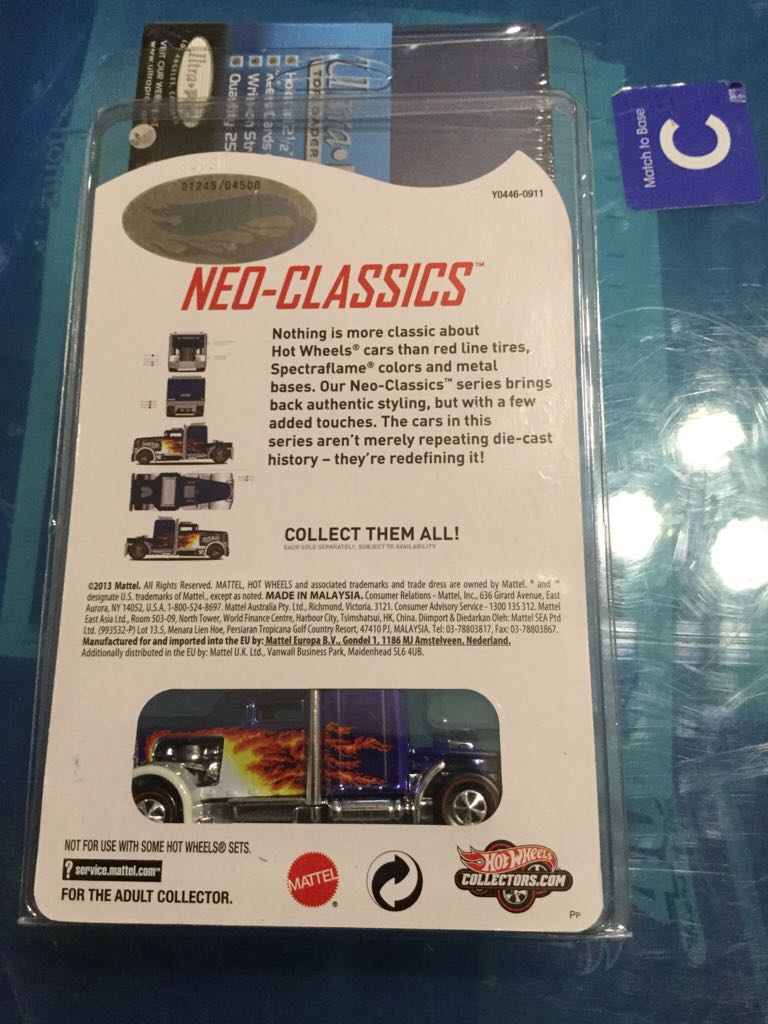 Ultra
TOPLOADER
01245/04500
Y0446-0911
Match to Base
C
NEO-CLASSICS™
Nothing is more classic about
Hot Wheels® cars than red line tires,
Spectraflame® colors and metal
bases. Our Neo-Classics™ series brings
back authentic styling, but with a few
added touches. The cars in this
series aren't merely repeating die-cast
history – they're redefining it!
COLLECT THEM ALL!
EACH SOLD SEPARATELY, SUBJECT TO AVAILABILITY
©2013 Mattel. All Rights Reserved. MATTEL, HOT WHEELS and associated trademarks and trade dress are owned by Mattel. ® and ™
designate U.S. trademarks of Mattel, except as noted. MADE IN MALAYSIA. Consumer Relations - Mattel, Inc., 636 Girard Avenue, East
Aurora, NY 14052, U.S.A. 1-800-524-8697. Mattel Australia Pty. Ltd., Richmond, Victoria. 3121. Consumer Advisory Service - 1300 135 312. Mattel
East Asia Ltd., Room 503-09, North Tower, World Finance Centre, Harbour City, Tsimshatsui, HK, China. Diimport & Diedarkan Oleh: Mattel SEA Ptd
Ltd. (993532-P) Lot 13.5, Menara Lien Hoe, Persiaran Tropicana Golf Country Resort, 47410 PJ, MALAYSIA. Tel: 03-78803817, Fax: 03-78803867.
Manufactured for and imported into the EU by: Mattel Europa B.V., Gondel 1, 1186 MJ Amstelveen, Nederland.
Additionally distributed in the EU by: Mattel U.K. Ltd., Vanwall Business Park, Maidenhead SL6 4UB.
NOT FOR USE WITH SOME HOT WHEELS® SETS.
? service.mattel.com™
FOR THE ADULT COLLECTOR.
MATTEL®
HOT WHEELS
COLLECTORS.COM
PP